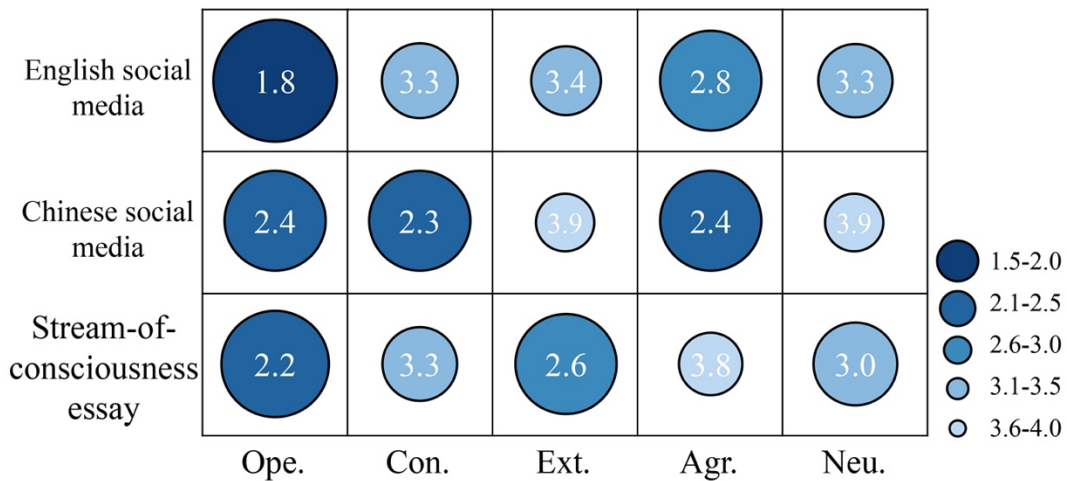 English social
media
1.8
3.3
3.4
2.8
3.3
Chinese social
media
2.4
2.3
3.9
2.4
3.9
Stream-of-
consciousness
essay
2.2
3.3
2.6
3.8
3.0
Ope.
Con.
Ext.
Agr.
Neu.
1.5-2.0
2.1-2.5
2.6-3.0
3.1-3.5
3.6-4.0